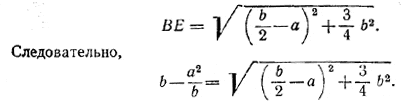 BE = √((b/2 − a)² + 3/4 b²).
Следовательно,
b − a²/b = √((b/2 − a)² + 3/4 b²).